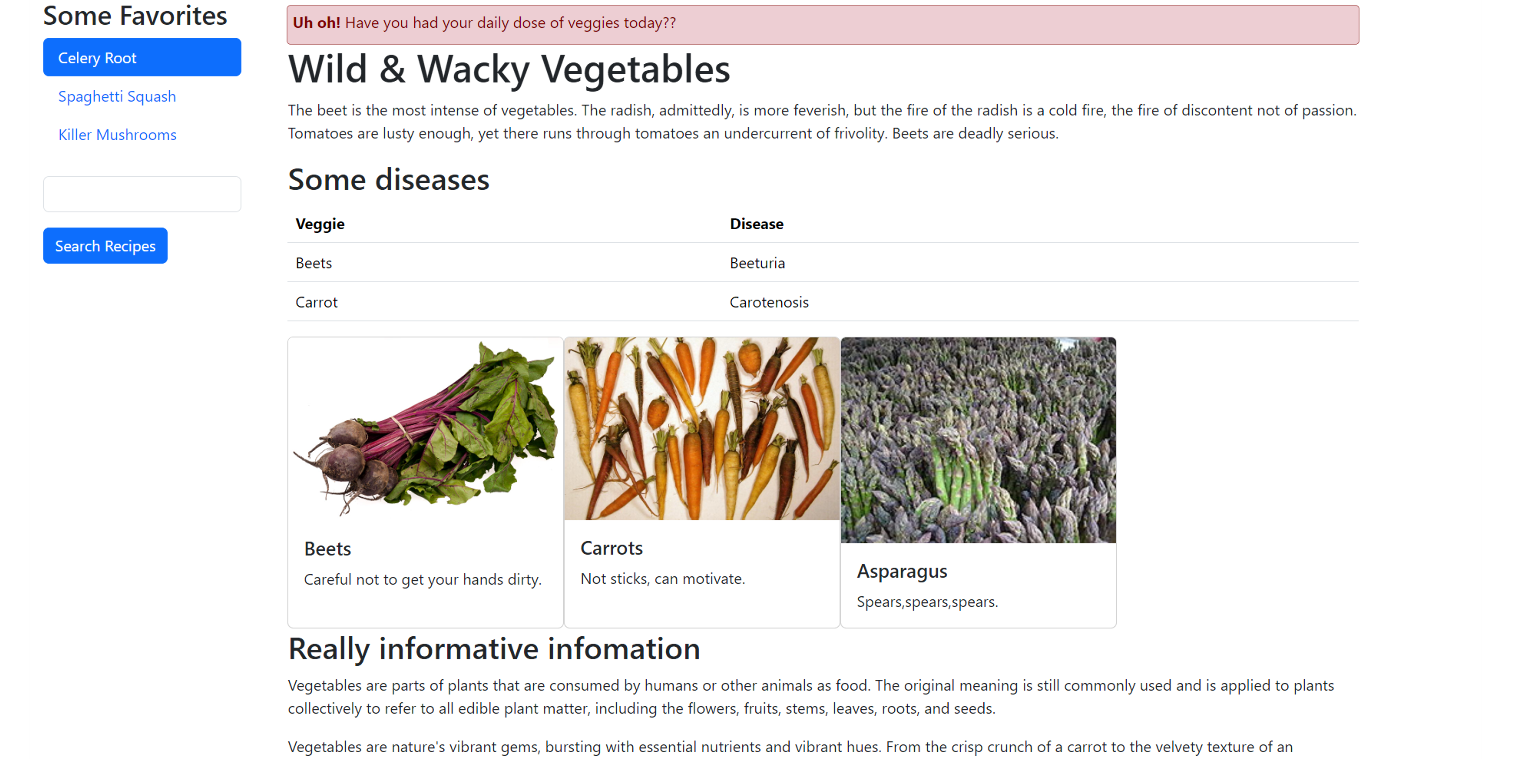 Some Favorites
Celery Root
Spaghetti Squash
Killer Mushrooms
Search Recipes
Uh oh! Have you had your daily dose of veggies today??
Wild & Wacky Vegetables
The beet is the most intense of vegetables. The radish, admittedly, is more feverish, but the fire of the radish is a cold fire, the fire of discontent not of passion.
Tomatoes are lusty enough, yet there runs through tomatoes an undercurrent of frivolity. Beets are deadly serious.
Some diseases
Veggie Disease
Beets Beeturia
Carrot Carotenosis
Beets
Careful not to get your hands dirty.
Carrots
Not sticks, can motivate.
Asparagus
Spears,spears,spears.
Really informative infomation
Vegetables are parts of plants that are consumed by humans or other animals as food. The original meaning is still commonly used and is applied to plants
collectively to refer to all edible plant matter, including the flowers, fruits, stems, leaves, roots, and seeds.
Vegetables are nature's vibrant gems, bursting with essential nutrients and vibrant hues. From the crisp crunch of a carrot to the velvety texture of an